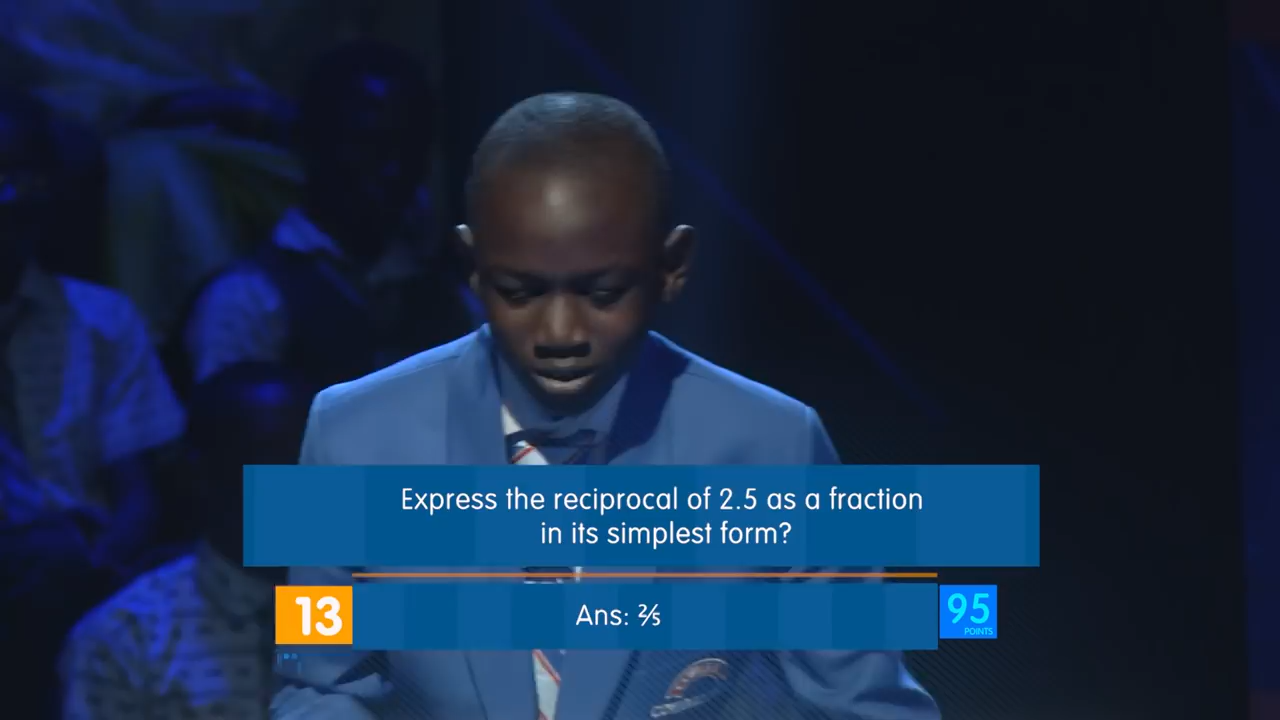 Express the reciprocal of 2.5 as a fraction
in its simplest form?
13
Ans: ⅖
95
POINTS